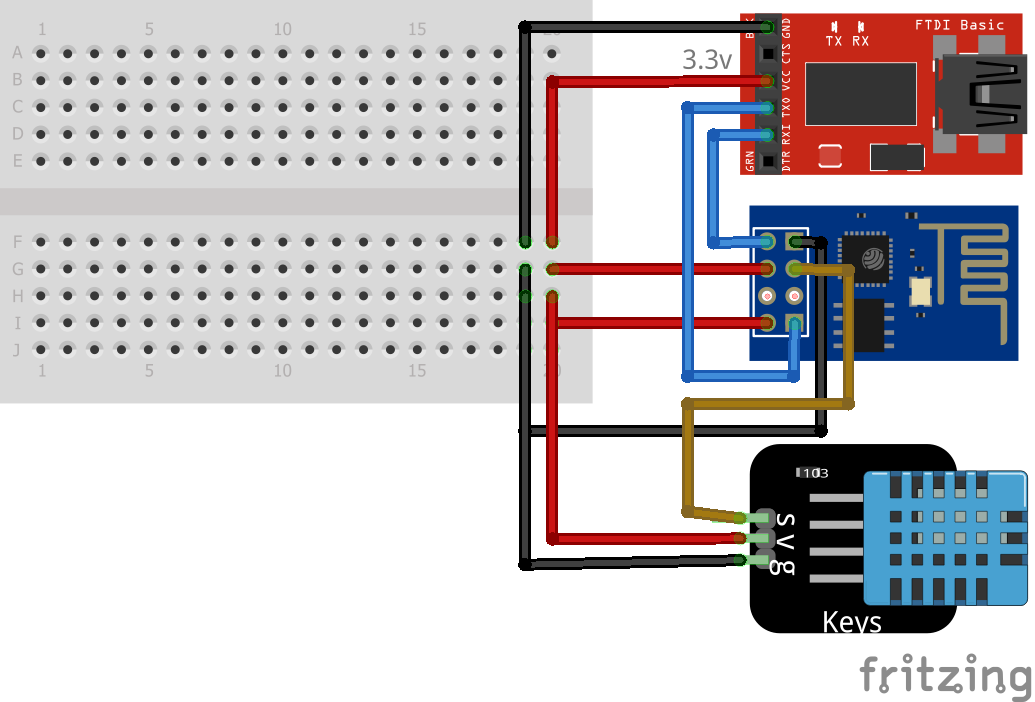 1 5 10 15 20
A
B
C
D
E
F
G
H
I
J
1 5 10 15 20
3.3v
FTDI Basic
TX RX
GND
CTS
VCC
TXO
RXI
DTR
GRN
103
S
V
g
Keys
fritzing